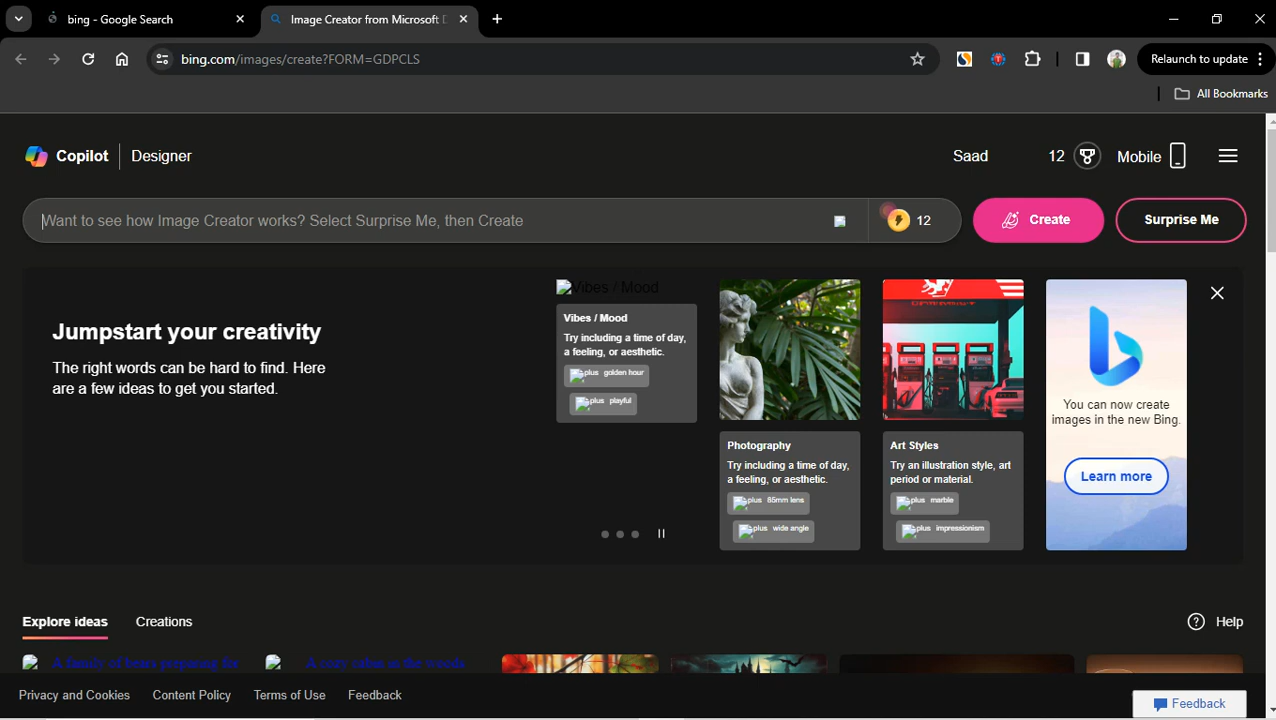 bing - Google Search
Image Creator from Microsoft D
bing.com/images/create?FORM=GDPCLS
Relaunch to update
All Bookmarks
Copilot
Designer
Saad
12
Mobile
Want to see how Image Creator works? Select Surprise Me, then Create
12
Create
Surprise Me
Jumpstart your creativity
The right words can be hard to find. Here
are a few ideas to get you started.
Vibes / Mood
Vibes / Mood
Try including a time of day,
a feeling, or aesthetic.
plus golden hour
plus playful
Photography
Try including a time of day,
a feeling, or aesthetic.
plus 85mm lens
plus wide angle
Art Styles
Try an illustration style, art
period or material.
plus marble
plus impressionism
You can now create
images in the new Bing.
Learn more
Explore ideas
Creations
Help
A family of bears preparing for
A cozy cabin in the woods
Privacy and Cookies
Content Policy
Terms of Use
Feedback
Feedback